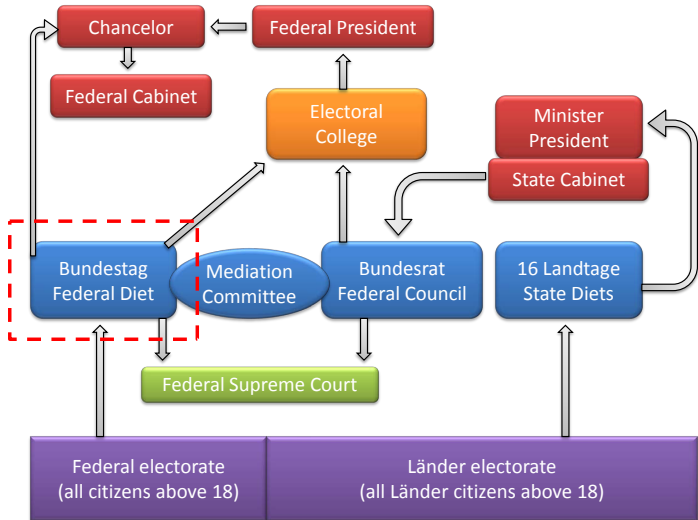 Chancelor
Federal President
Federal Cabinet
Electoral
College
Minister
President
State Cabinet
Bundestag
Federal Diet
Mediation
Committee
Bundesrat
Federal Council
16 Landtage
State Diets
Federal Supreme Court
Federal electorate
(all citizens above 18)
Länder electorate
(all Länder citizens above 18)